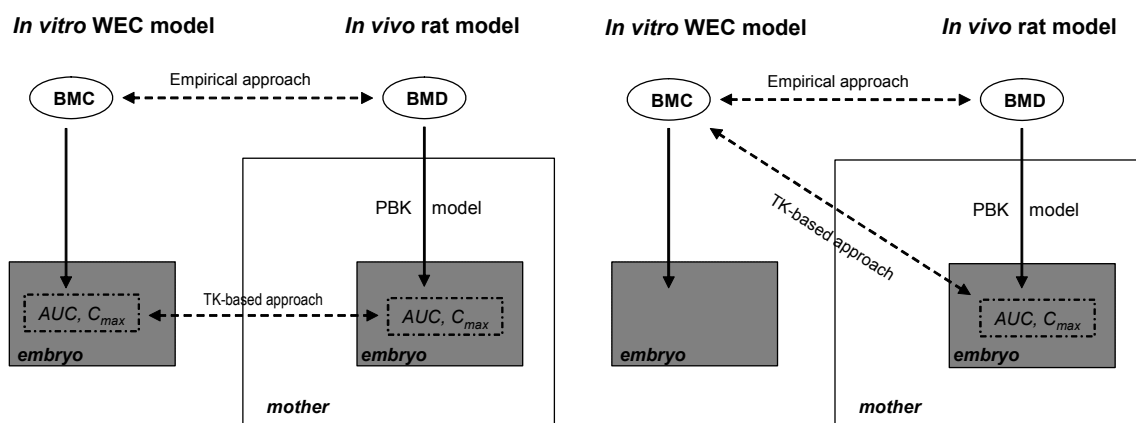 In vitro WEC model
In vivo rat model
Empirical approach
BMC
BMD
PBK model
TK-based approach
AUC, Cmax
AUC, Cmax
embryo
embryo
mother
In vitro WEC model
In vivo rat model
Empirical approach
BMC
BMD
TK-based approach
PBK model
AUC, Cmax
embryo
embryo
mother